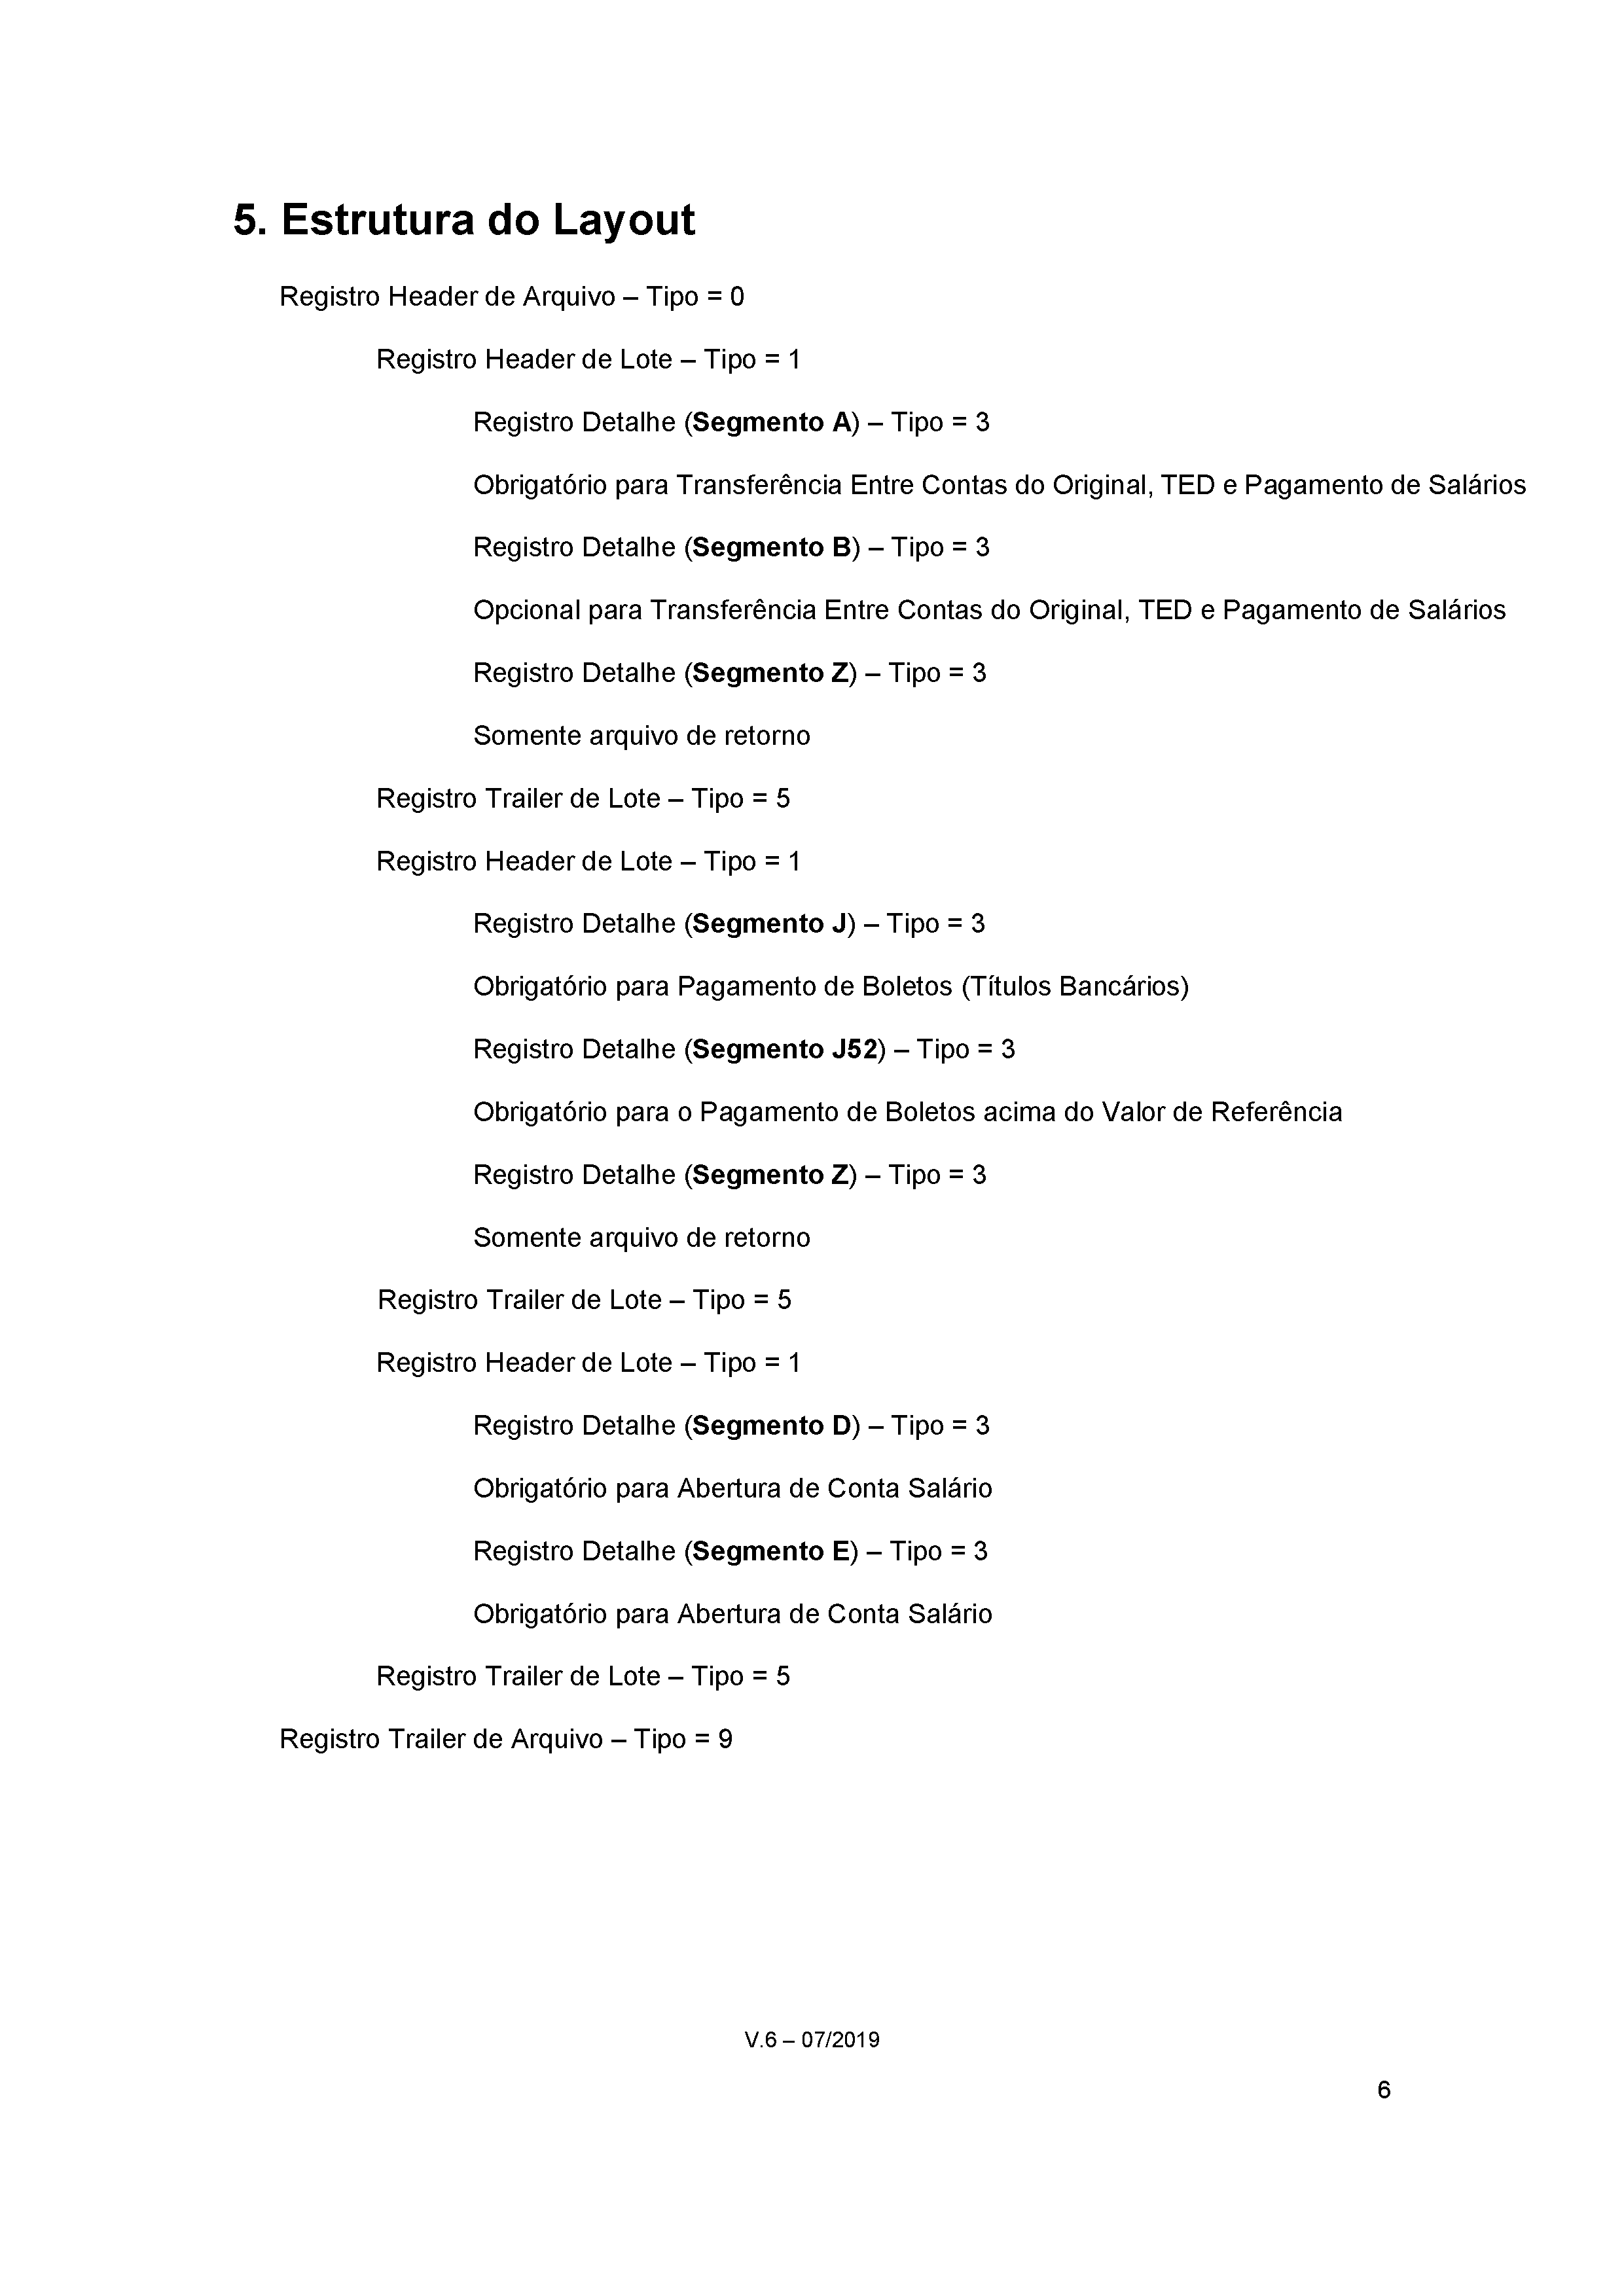 5. Estrutura do Layout
Registro Header de Arquivo – Tipo = 0
Registro Header de Lote – Tipo = 1
Registro Detalhe (Segmento A) – Tipo = 3
Obrigatório para Transferência Entre Contas do Original, TED e Pagamento de Salários
Registro Detalhe (Segmento B) – Tipo = 3
Opcional para Transferência Entre Contas do Original, TED e Pagamento de Salários
Registro Detalhe (Segmento Z) – Tipo = 3
Somente arquivo de retorno
Registro Trailer de Lote – Tipo = 5
Registro Header de Lote – Tipo = 1
Registro Detalhe (Segmento J) – Tipo = 3
Obrigatório para Pagamento de Boletos (Títulos Bancários)
Registro Detalhe (Segmento J52) – Tipo = 3
Obrigatório para o Pagamento de Boletos acima do Valor de Referência
Registro Detalhe (Segmento Z) – Tipo = 3
Somente arquivo de retorno
Registro Trailer de Lote – Tipo = 5
Registro Header de Lote – Tipo = 1
Registro Detalhe (Segmento D) – Tipo = 3
Obrigatório para Abertura de Conta Salário
Registro Detalhe (Segmento E) – Tipo = 3
Obrigatório para Abertura de Conta Salário
Registro Trailer de Lote – Tipo = 5
Registro Trailer de Arquivo – Tipo = 9
V.6 – 07/2019
6